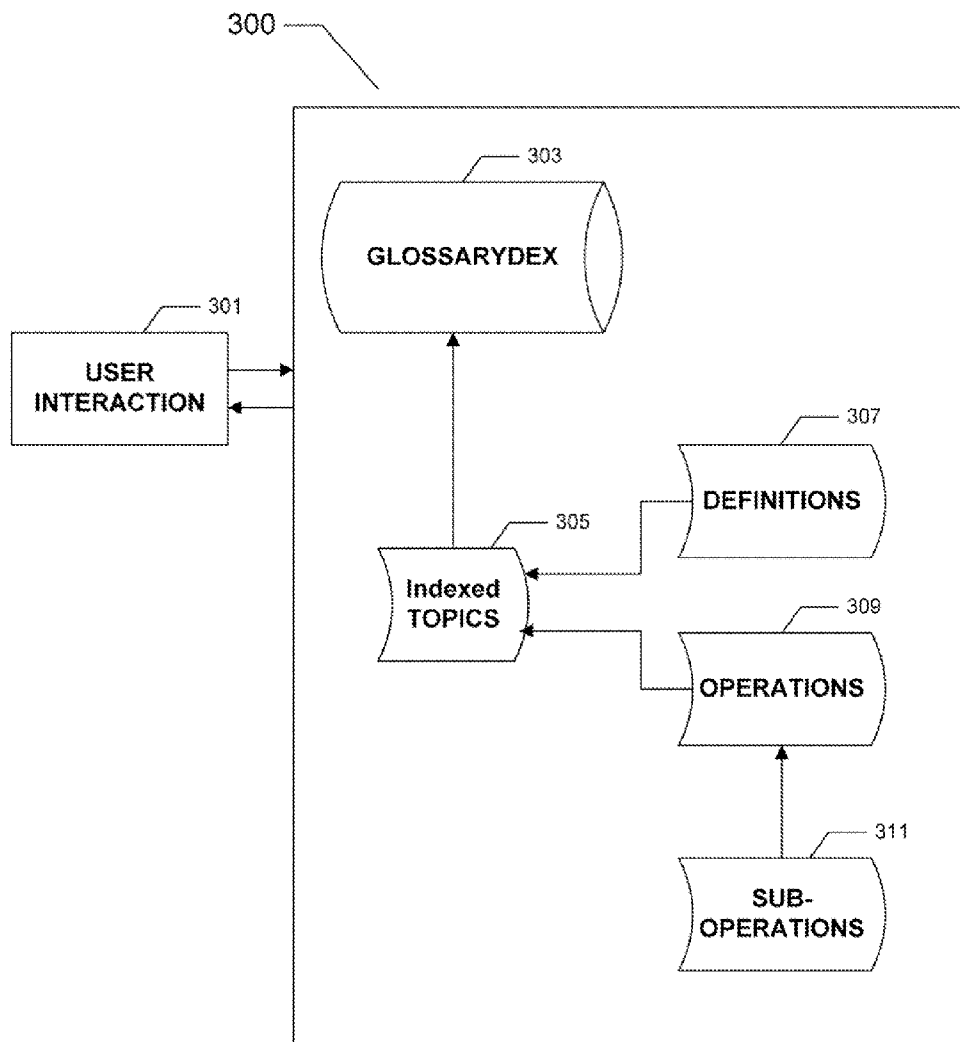 300
303
GLOSSARYDEX
301
USER
INTERACTION
307
DEFINITIONS
305
Indexed
TOPICS
309
OPERATIONS
311
SUB-
OPERATIONS